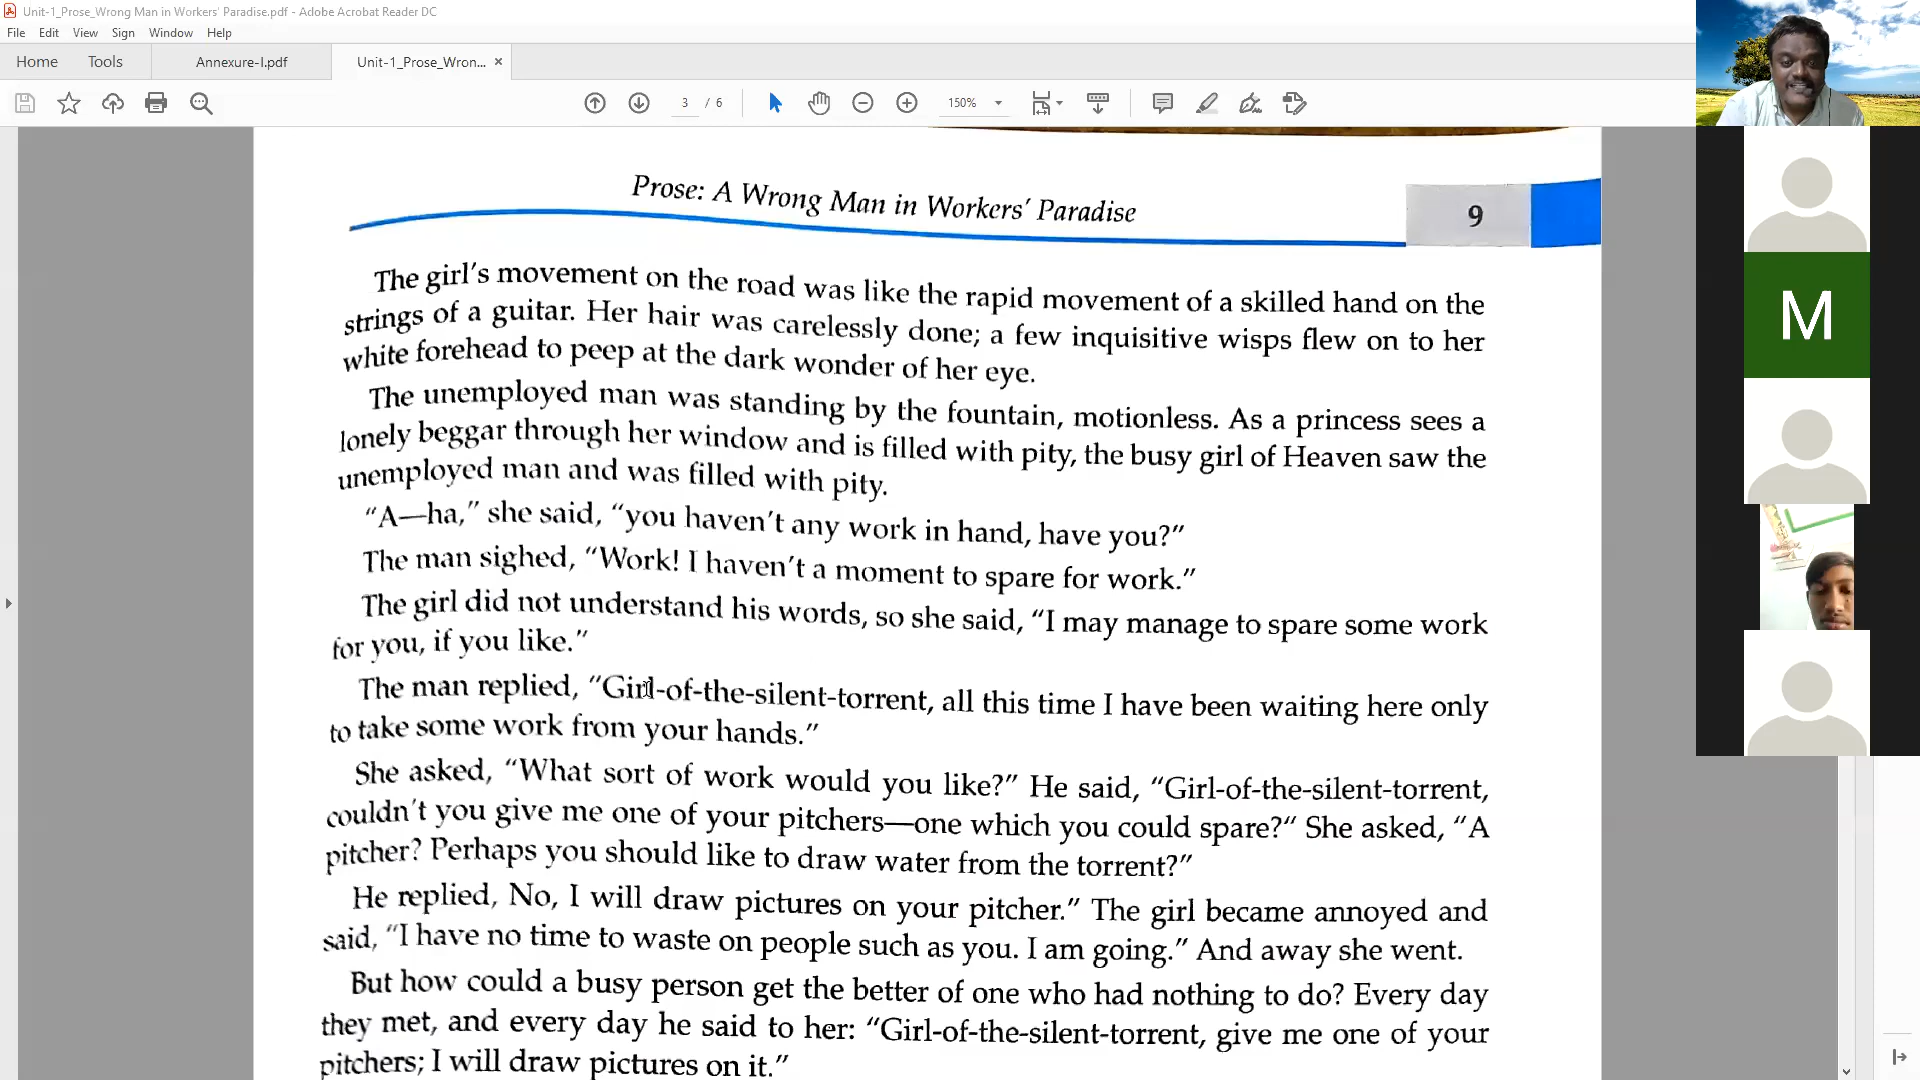 Unit-1_Prose_Wrong Man in Workers' Paradise.pdf - Adobe Acrobat Reader DC
File Edit View Sign Window Help
Home Tools Annexure-I.pdf Unit-1_Prose_Wron... ×
3 / 6 150%
Prose: A Wrong Man in Workers' Paradise 9
The girl's movement on the road was like the rapid movement of a skilled hand on the
strings of a guitar. Her hair was carelessly done; a few inquisitive wisps flew on to her
white forehead to peep at the dark wonder of her eye.
The unemployed man was standing by the fountain, motionless. As a princess sees a
lonely beggar through her window and is filled with pity, the busy girl of Heaven saw the
unemployed man and was filled with pity.
“A—ha,” she said, “you haven't any work in hand, have you?”
The man sighed, “Work! I haven't a moment to spare for work.”
The girl did not understand his words, so she said, “I may manage to spare some work
for you, if you like.”
The man replied, “Girl-of-the-silent-torrent, all this time I have been waiting here only
to take some work from your hands.”
She asked, “What sort of work would you like?” He said, “Girl-of-the-silent-torrent,
couldn't you give me one of your pitchers—one which you could spare?” She asked, “A
pitcher? Perhaps you should like to draw water from the torrent?”
He replied, No, I will draw pictures on your pitcher.” The girl became annoyed and
said, “I have no time to waste on people such as you. I am going.” And away she went.
But how could a busy person get the better of one who had nothing to do? Every day
they met, and every day he said to her: “Girl-of-the-silent-torrent, give me one of your
pitchers; I will draw pictures on it.”
M